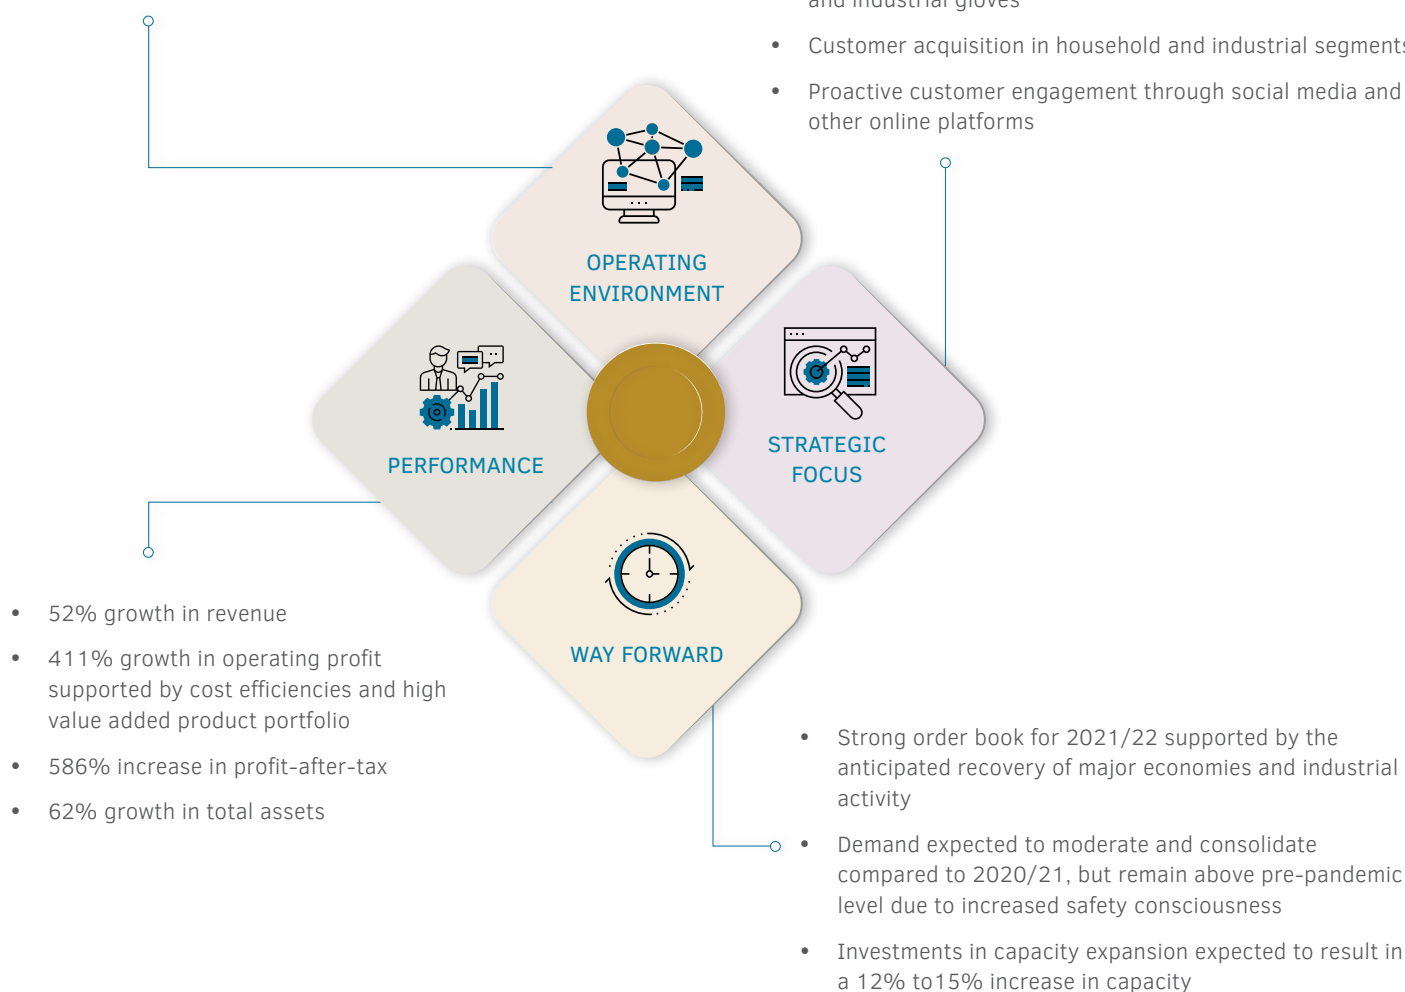 and industrial gloves
• Customer acquisition in household and industrial segments
• Proactive customer engagement through social media and
other online platforms
OPERATING
ENVIRONMENT
STRATEGIC
FOCUS
PERFORMANCE
WAY FORWARD
• 52% growth in revenue
• 411% growth in operating profit
supported by cost efficiencies and high
value added product portfolio
• 586% increase in profit-after-tax
• 62% growth in total assets
• Strong order book for 2021/22 supported by the
anticipated recovery of major economies and industrial
activity
• Demand expected to moderate and consolidate
compared to 2020/21, but remain above pre-pandemic
level due to increased safety consciousness
• Investments in capacity expansion expected to result in
a 12% to15% increase in capacity